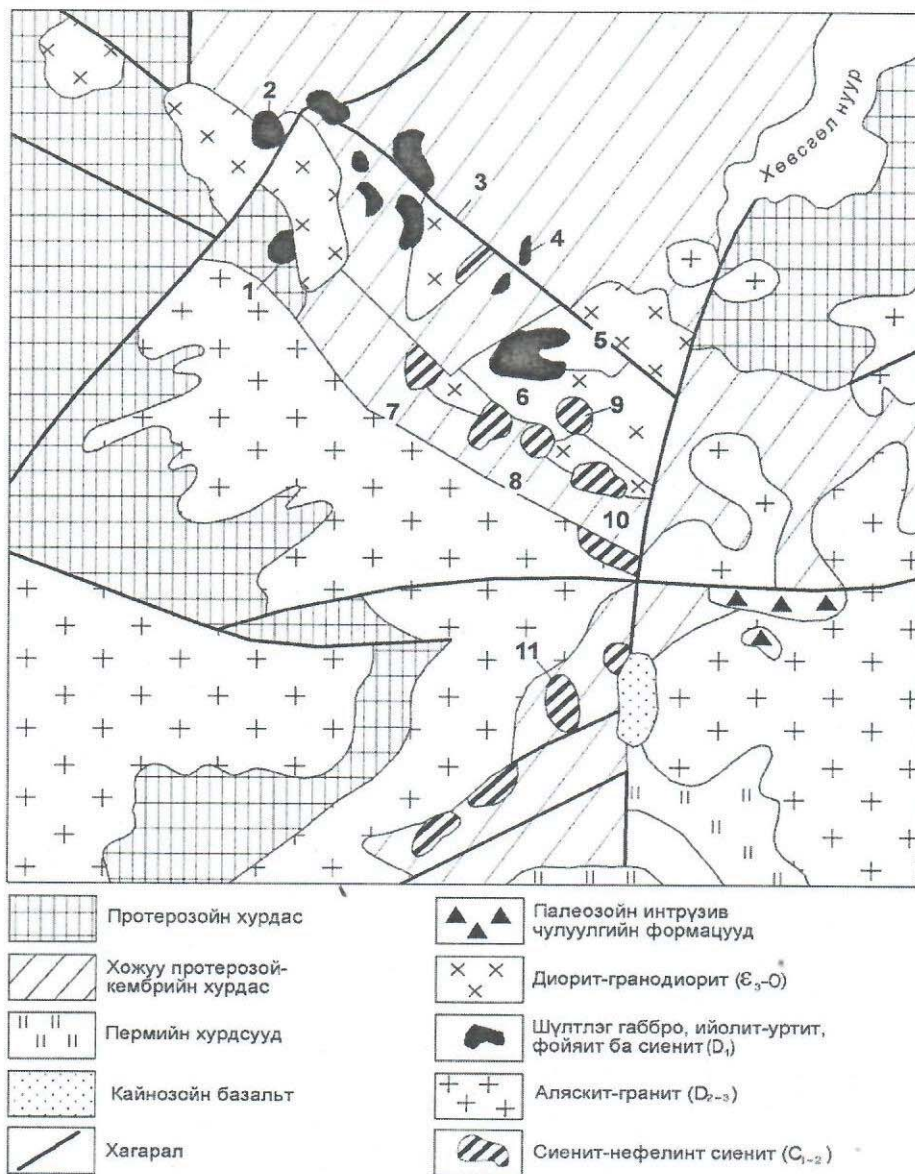 2
Хөвсгөл нуур
3
4
1
5
6
9
7
8
10
11
Протерозойн хурдас
Хожуу протерозой-
кембрийн хурдас
Пермийн хурдсууд
Кайнозойн базальт
Хагарал
Палеозойн интрүзив
чулуулгийн формацууд
Диорит-гранодиорит (Є₃-О)
Шүлтлэг габбро, ийолит-уртит,
фойяит ба сиенит (D₁)
Аляскит-гранит (D₂₋₃)
Сиенит-нефелинт сиенит (C₁₋₂)